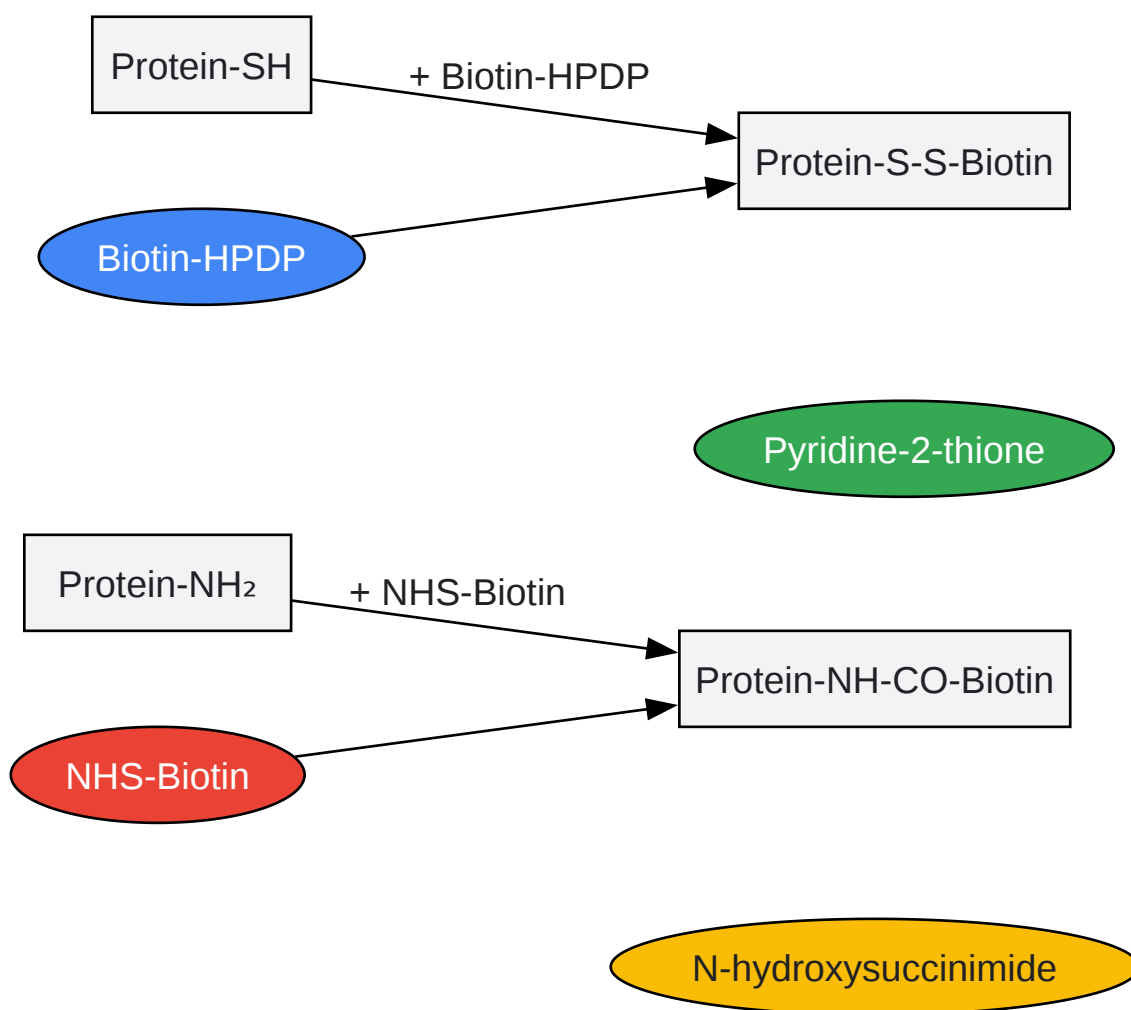 Protein-SH
+ Biotin-HPDP
Protein-S-S-Biotin
Biotin-HPDP
Pyridine-2-thione
Protein-NH₂
+ NHS-Biotin
Protein-NH-CO-Biotin
NHS-Biotin
N-hydroxysuccinimide